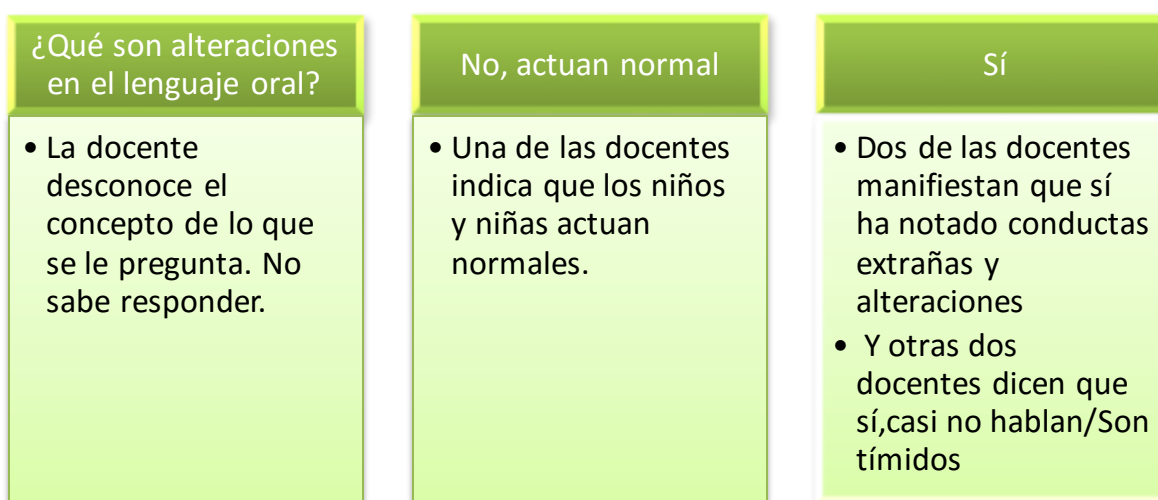 ¿Qué son alteraciones
en el lenguaje oral?
• La docente
desconoce el
concepto de lo que
se le pregunta. No
sabe responder.
No, actuan normal
• Una de las docentes
indica que los niños
y niñas actuan
normales.
Sí
• Dos de las docentes
manifiestan que sí
ha notado conductas
extrañas y
alteraciones
• Y otras dos
docentes dicen que
sí,casi no hablan/Son
tímidos